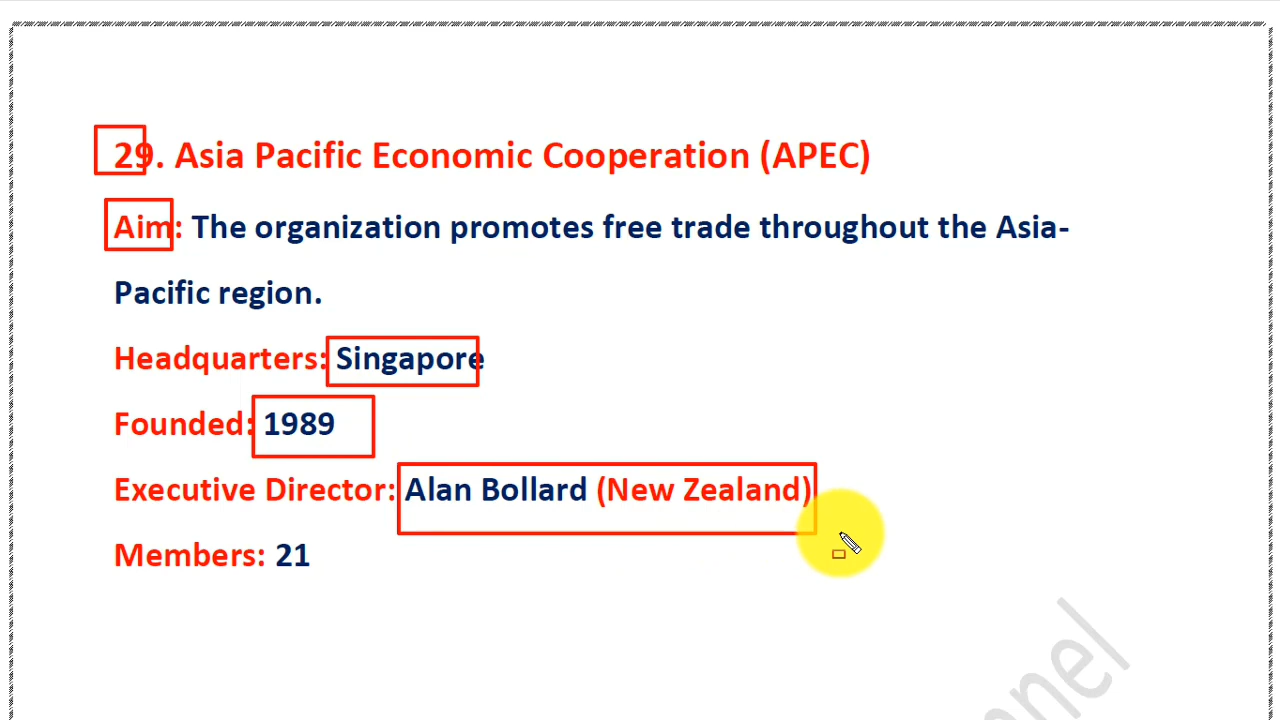 29. Asia Pacific Economic Cooperation (APEC)
Aim: The organization promotes free trade throughout the Asia-
Pacific region.
Headquarters: Singapore
Founded: 1989
Executive Director: Alan Bollard (New Zealand)
Members: 21